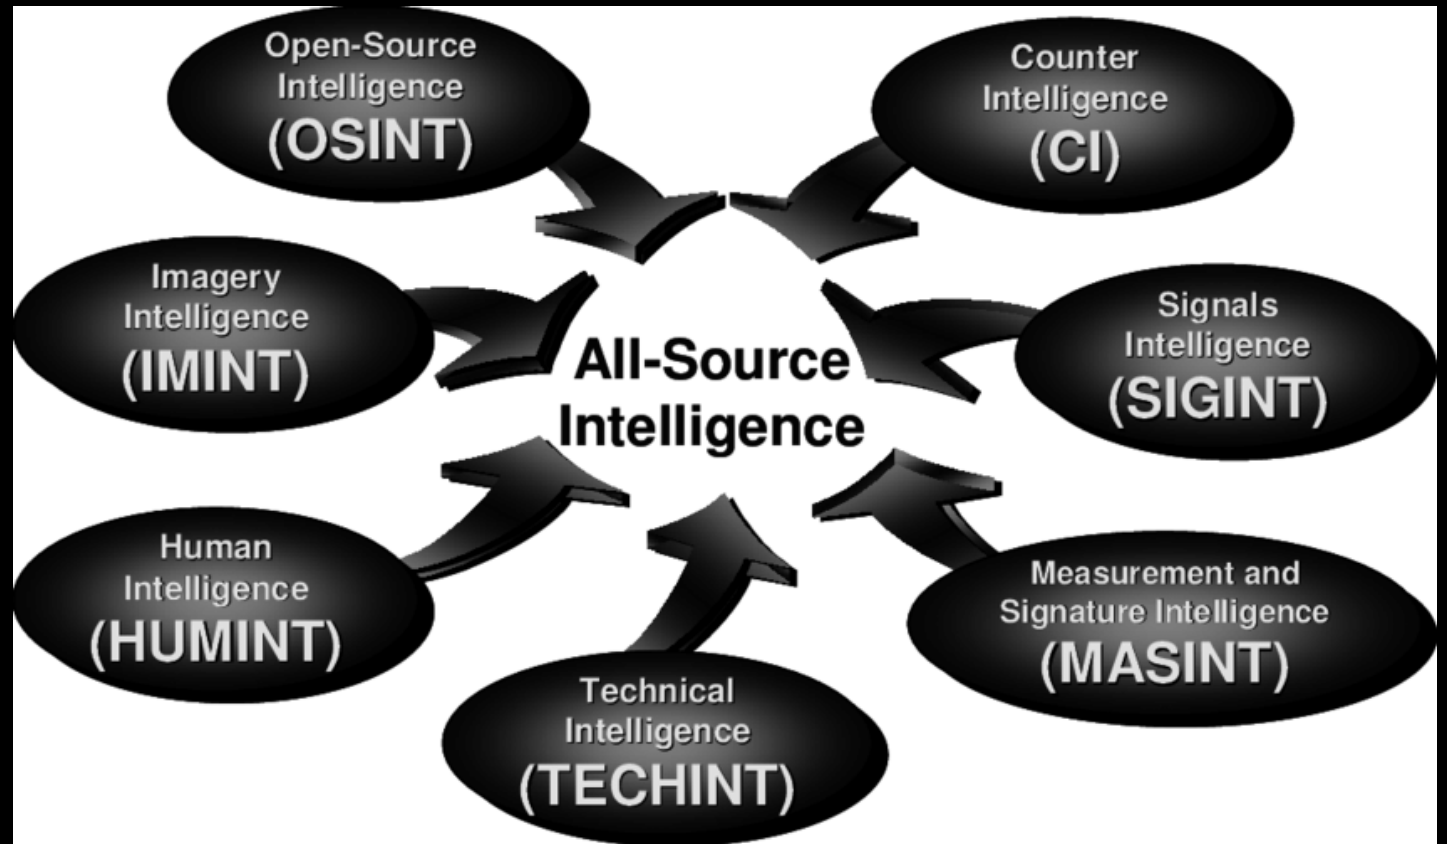 Open-Source
Intelligence
(OSINT)
Counter
Intelligence
(CI)
Imagery
Intelligence
(IMINT)
Signals
Intelligence
(SIGINT)
All-Source
Intelligence
Human
Intelligence
(HUMINT)
Measurement and
Signature Intelligence
(MASINT)
Technical
Intelligence
(TECHINT)